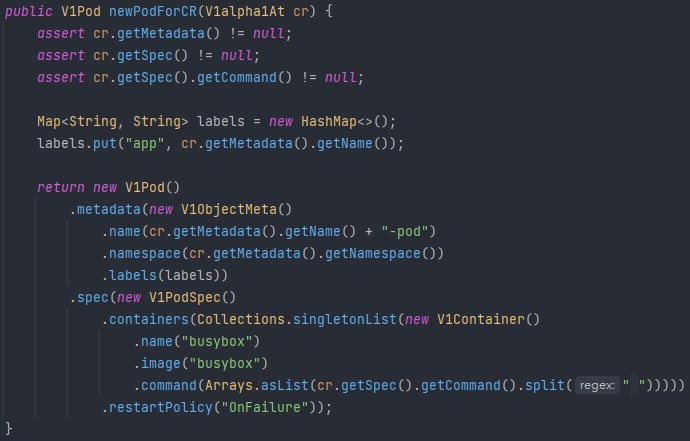 public V1Pod newPodForCR(V1alpha1At cr) {
    assert cr.getMetadata() != null;
    assert cr.getSpec() != null;
    assert cr.getSpec().getCommand() != null;

    Map<String, String> labels = new HashMap<>();
    labels.put("app", cr.getMetadata().getName());

    return new V1Pod()
        .metadata(new V1ObjectMeta()
            .name(cr.getMetadata().getName() + "-pod")
            .namespace(cr.getMetadata().getNamespace())
            .labels(labels))
        .spec(new V1PodSpec()
            .containers(Collections.singletonList(new V1Container()
                .name("busybox")
                .image("busybox")
                .command(Arrays.asList(cr.getSpec().getCommand().split( regex: " ")))))
            .restartPolicy("OnFailure"));
}